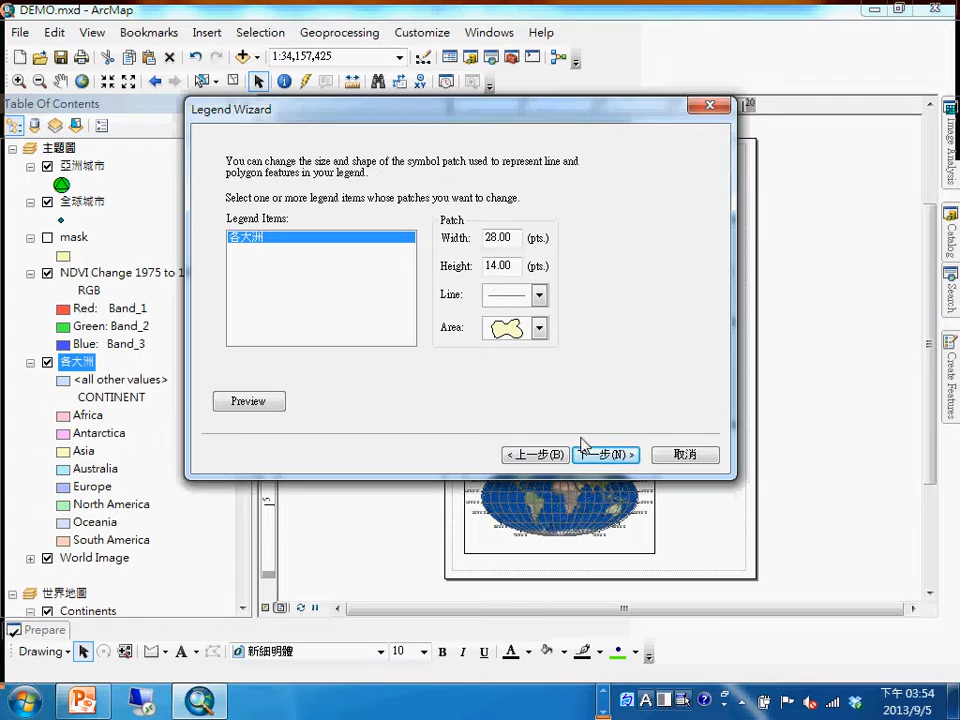 DEMO.mxd - ArcMap
File Edit View Bookmarks Insert Selection Geoprocessing Customize Windows Help
1:34,157,425
Table Of Contents
主題圖
亞洲城市
全球城市
mask
NDVI Change 1975 to 1
RGB
Red: Band_1
Green: Band_2
Blue: Band_3
各大洲
<all other values>
CONTINENT
Africa
Antarctica
Asia
Australia
Europe
North America
Oceania
South America
World Image
世界地圖
Continents
Legend Wizard
You can change the size and shape of the symbol patch used to represent line and
polygon features in your legend.
Select one or more legend items whose patches you want to change.
Legend Items:
各大洲
Patch
Width: 28.00 (pts.)
Height: 14.00 (pts.)
Line:
Area:
Preview
< 上一步(B)
下一步(N) >
取消
20
5
Image Analysis
Catalog
Search
Create Features
Prepare
Drawing
新細明體
10
B I U A
下午 03:54
2013/9/5